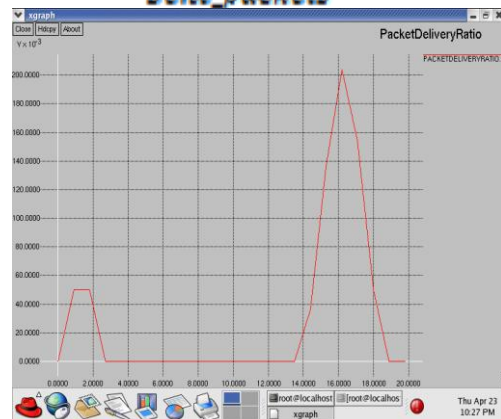 xgraph
Close Hdcpy About
PacketDeliveryRatio
Y x 10^-3
PACKETDELIVERYRATIO
200.0000
180.0000
160.0000
140.0000
120.0000
100.0000
80.0000
60.0000
40.0000
20.0000
0.0000
0.0000 2.0000 4.0000 6.0000 8.0000 10.0000 12.0000 14.0000 16.0000 18.0000 20.0000
root@localhost root@localhos
xgraph
Thu Apr 23
10:27 PM